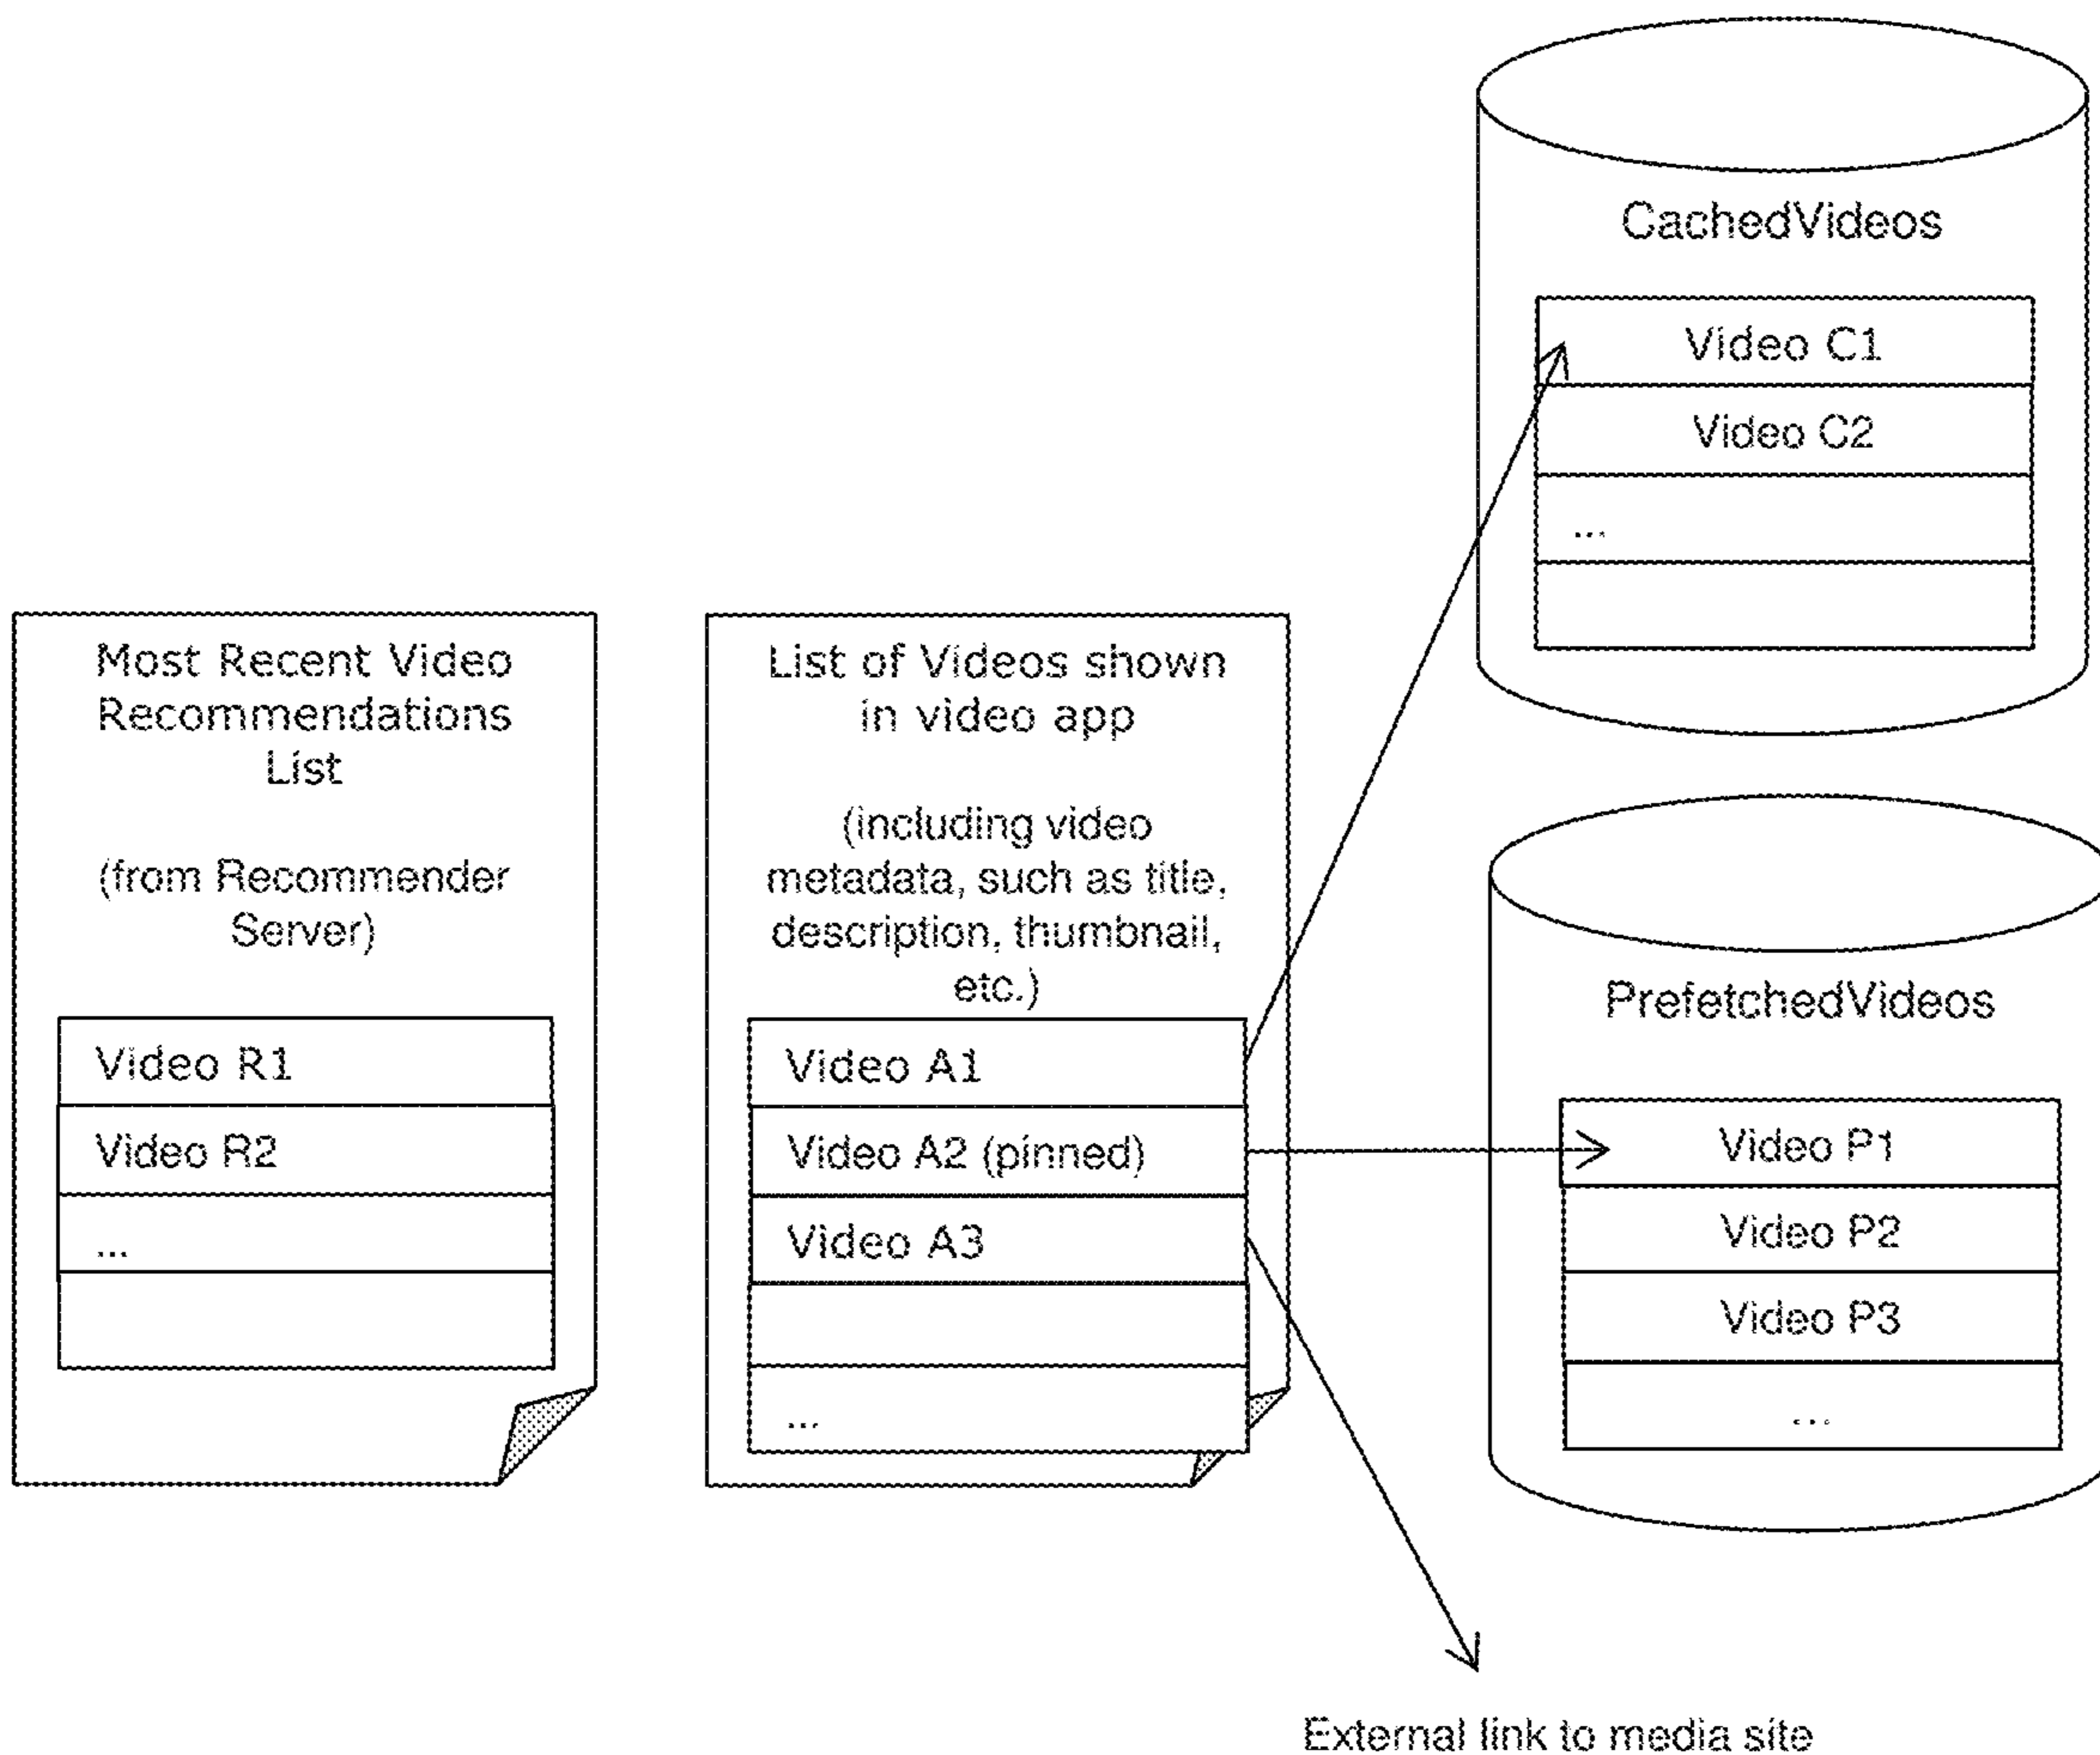 Most Recent Video
Recommendations
List
(from Recommender
Server)
Video R1
Video R2
...
List of Videos shown
in video app
(including video
metadata, such as title,
description, thumbnail,
etc.)
Video A1
Video A2 (pinned)
Video A3
...
CachedVideos
Video C1
Video C2
...
PrefetchedVideos
Video P1
Video P2
Video P3
...
External link to media site